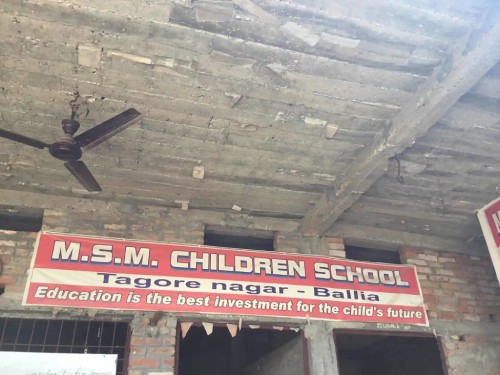 M.S.M. CHILDREN SCHOOL
Tagore nagar - Ballia
Education is the best investment for the child's future